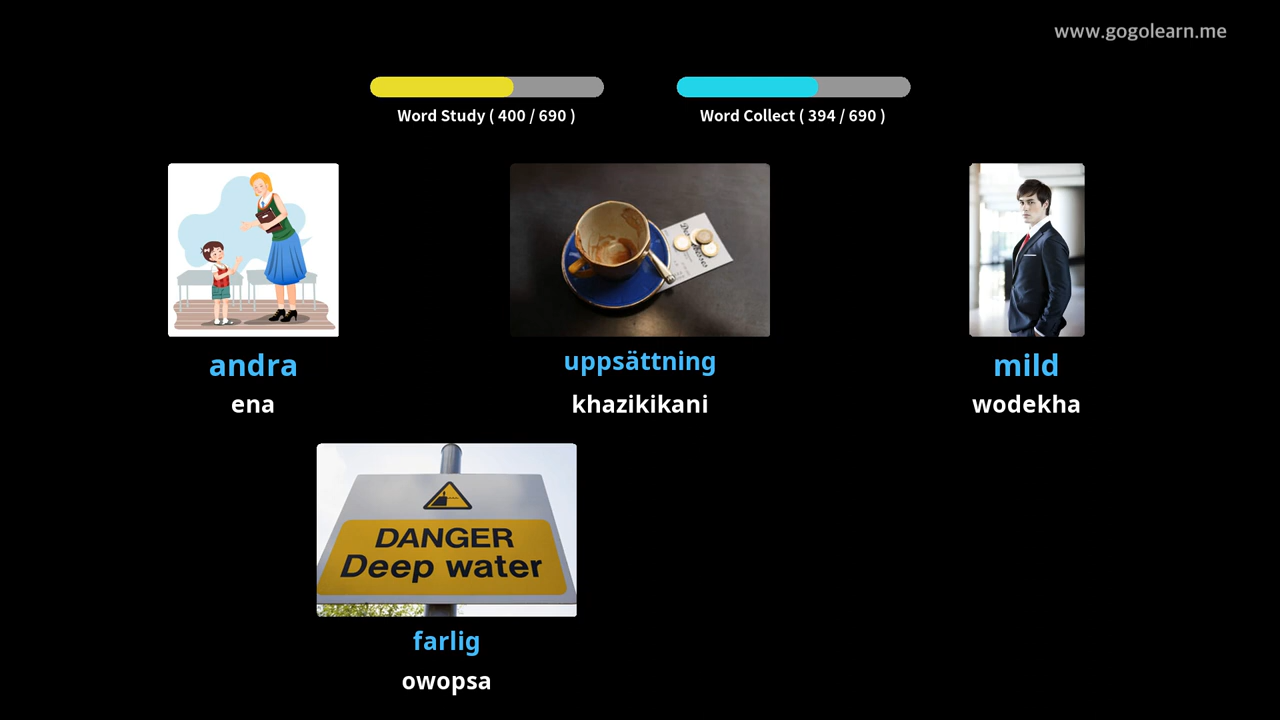 www.gogolearn.me
Word Study ( 400 / 690 )
Word Collect ( 394 / 690 )
andra
ena
uppsättning
khazikikani
mild
wodekha
DANGER
Deep water
farlig
owopsa